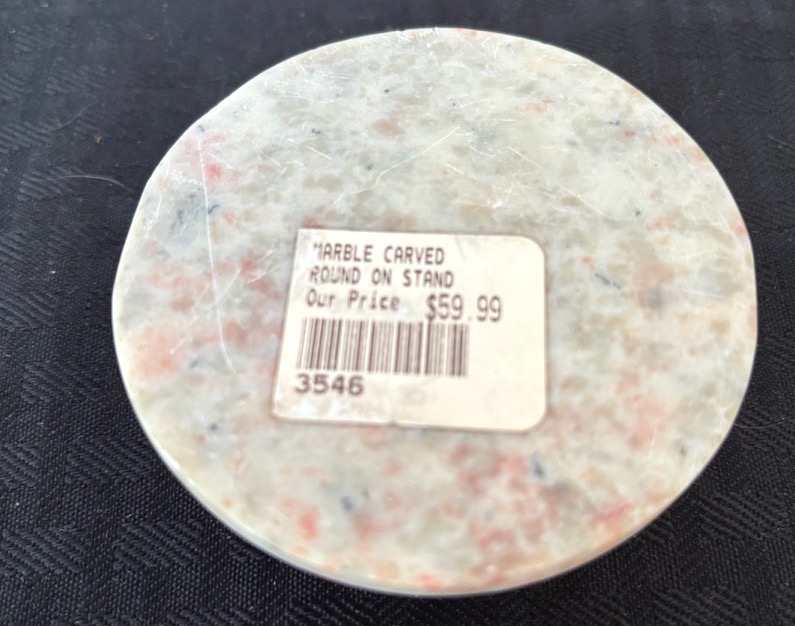 MARBLE CARVED
ROUND ON STAND
Our Price $59.99
3546